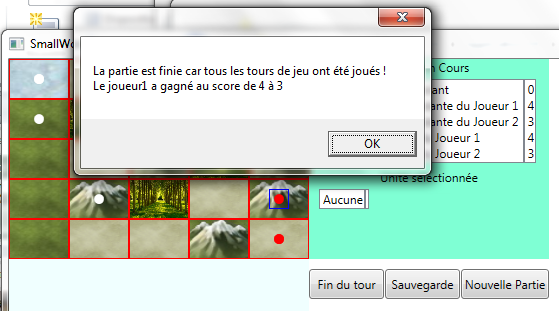 SmallWo
La partie est finie car tous les tours de jeu ont été joués !
Le joueur1 a gagné au score de 4 à 3
OK
n Cours
ant 0
ante du Joueur 1 4
ante du Joueur 2 3
Joueur 1 4
Joueur 2 3
Unité sélectionnée
Aucune
Fin du tour Sauvegarde Nouvelle Partie